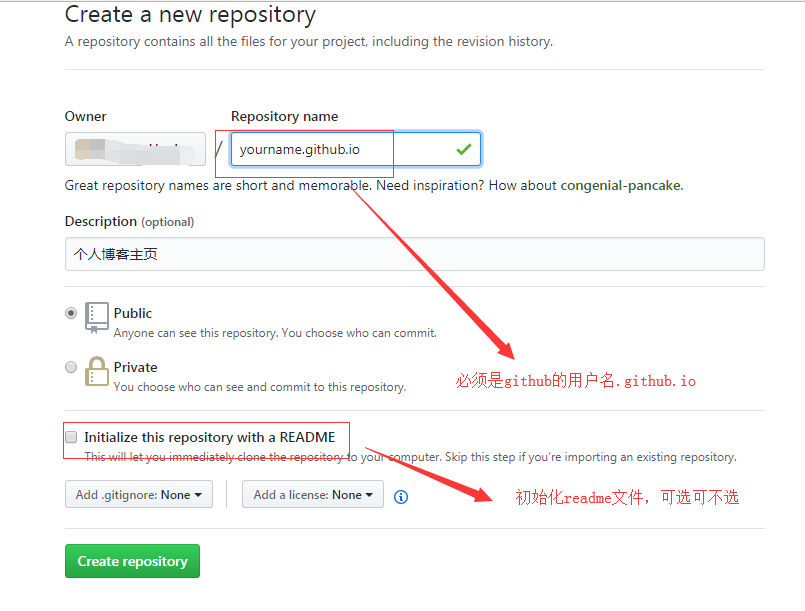 Create a new repository
A repository contains all the files for your project, including the revision history.
Owner
Repository name
/
yourname.github.io
Great repository names are short and memorable. Need inspiration? How about congenial-pancake.
Description (optional)
个人博客主页
Public
Anyone can see this repository. You choose who can commit.
Private
You choose who can see and commit to this repository.
必须是github的用户名.github.io
Initialize this repository with a README
This will let you immediately clone the repository to your computer. Skip this step if you're importing an existing repository.
Add .gitignore: None
Add a license: None
初始化readme文件，可选可不选
Create repository